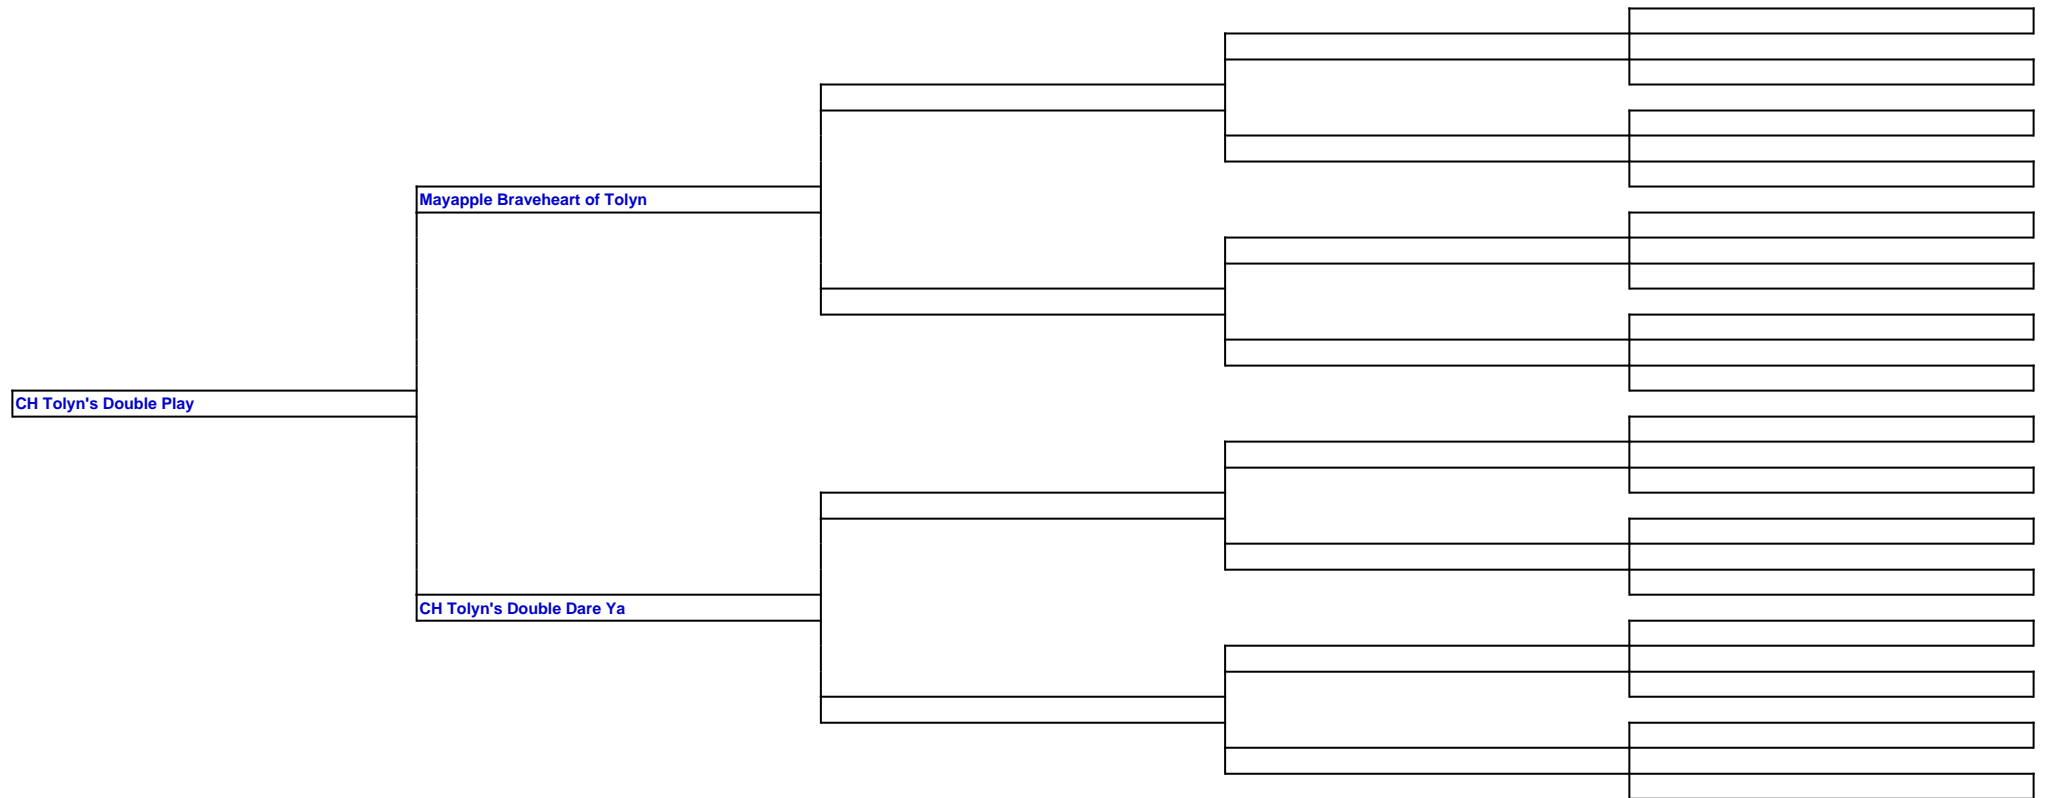 Mayapple Braveheart of Tolyn
CH Tolyn's Double Play
CH Tolyn's Double Dare Ya